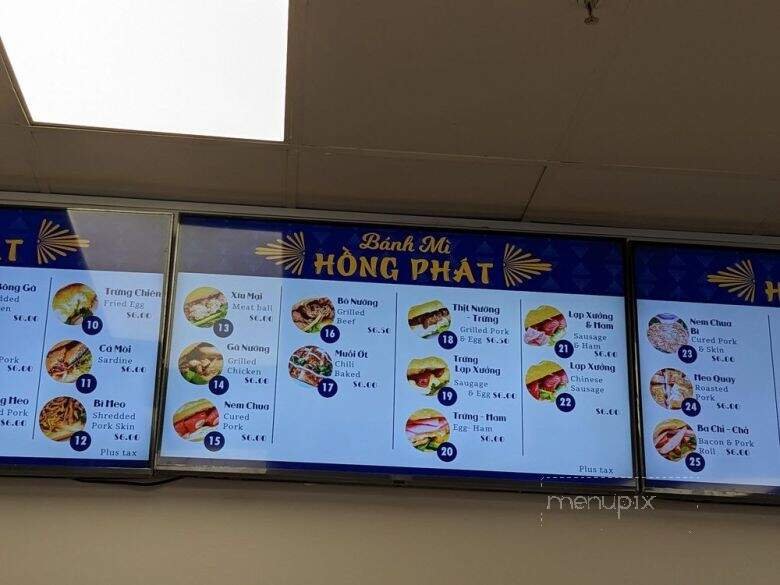 Bánh Mì
HỒNG PHÁT
Trứng Chiên
Fried Egg
$6.00
10
Cá Mòi
Sardine
$6.00
11
Bì Heo
Shredded
Pork Skin
$6.00
12
Plus tax
Xíu Mại
Meat ball
$6.00
13
Gà Nướng
Grilled
Chicken
$6.00
14
Nem Chua
Cured
Pork
$6.00
15
Bò Nướng
Grilled
Beef
$6.50
16
Muối Ớt
Chili
Baked
$6.00
17
Thịt Nướng
- Trứng
Grilled Pork
& Egg $6.50
18
Trứng
Lạp Xưởng
Saugage
& Egg $6.00
19
Trứng - Ham
Egg- Ham
$6.00
20
Lạp Xưởng
& Ham
Sausage
& Ham
$6.00
21
Lạp Xưởng
Chinese
Sausage
$6.00
22
Plus tax
Nem Chua
Bì
Cured Pork
& Skin
$6.00
23
Heo Quay
Roasted
Pork
$6.00
24
Ba Chỉ - Chả
Bacon & Pork
Roll $6.00
25
menupix